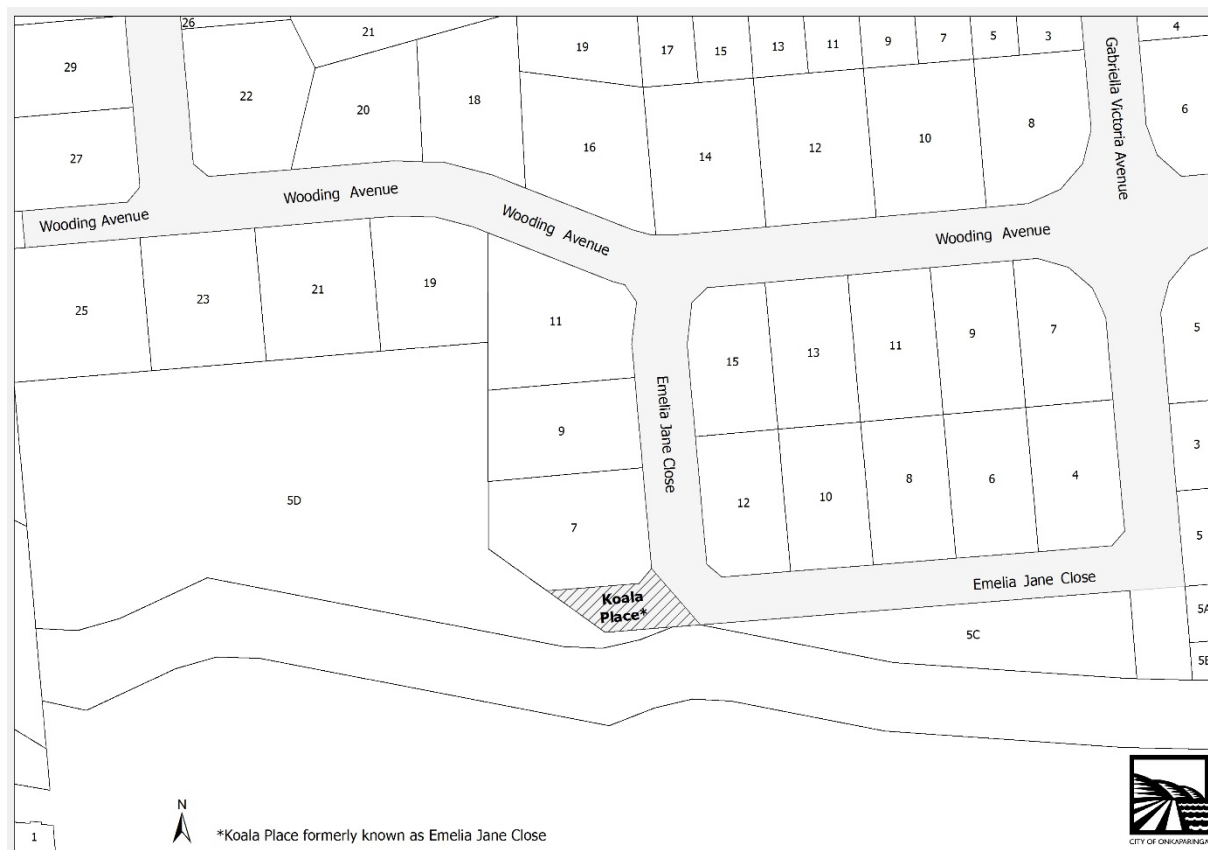 26
21
29
22
20
18
19
17
15
13
11
9
7
5
3
4
Gabriella Victoria Avenue
6
27
16
14
12
10
8
Wooding Avenue
Wooding Avenue
Wooding Avenue
Wooding Avenue
25
23
21
19
11
15
13
11
9
7
5
Emelia Jane Close
9
3
5D
7
12
10
8
6
4
5
Emelia Jane Close
Koala
Place*
5A
5C
5E
N
*Koala Place formerly known as Emelia Jane Close
1
CITY OF ONKAPARINGA